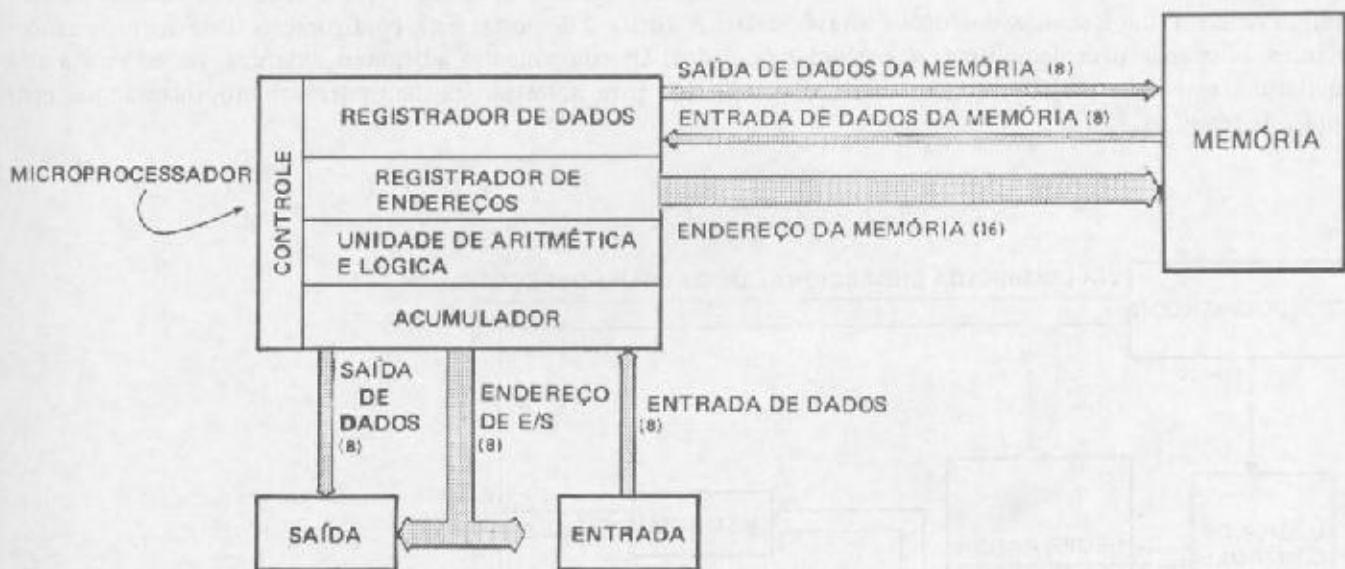 SAÍDA DE DADOS DA MEMÓRIA (8)
REGISTRADOR DE DADOS
ENTRADA DE DADOS DA MEMÓRIA (8)
MEMÓRIA
CONTROLE
MICROPROCESSADOR
REGISTRADOR DE
ENDEREÇOS
ENDEREÇO DA MEMÓRIA (16)
UNIDADE DE ARITMÉTICA
E LÓGICA
ACUMULADOR
SAÍDA
DE
DADOS
(8)
ENDEREÇO
DE E/S
(8)
ENTRADA DE DADOS
(8)
SAÍDA
ENTRADA